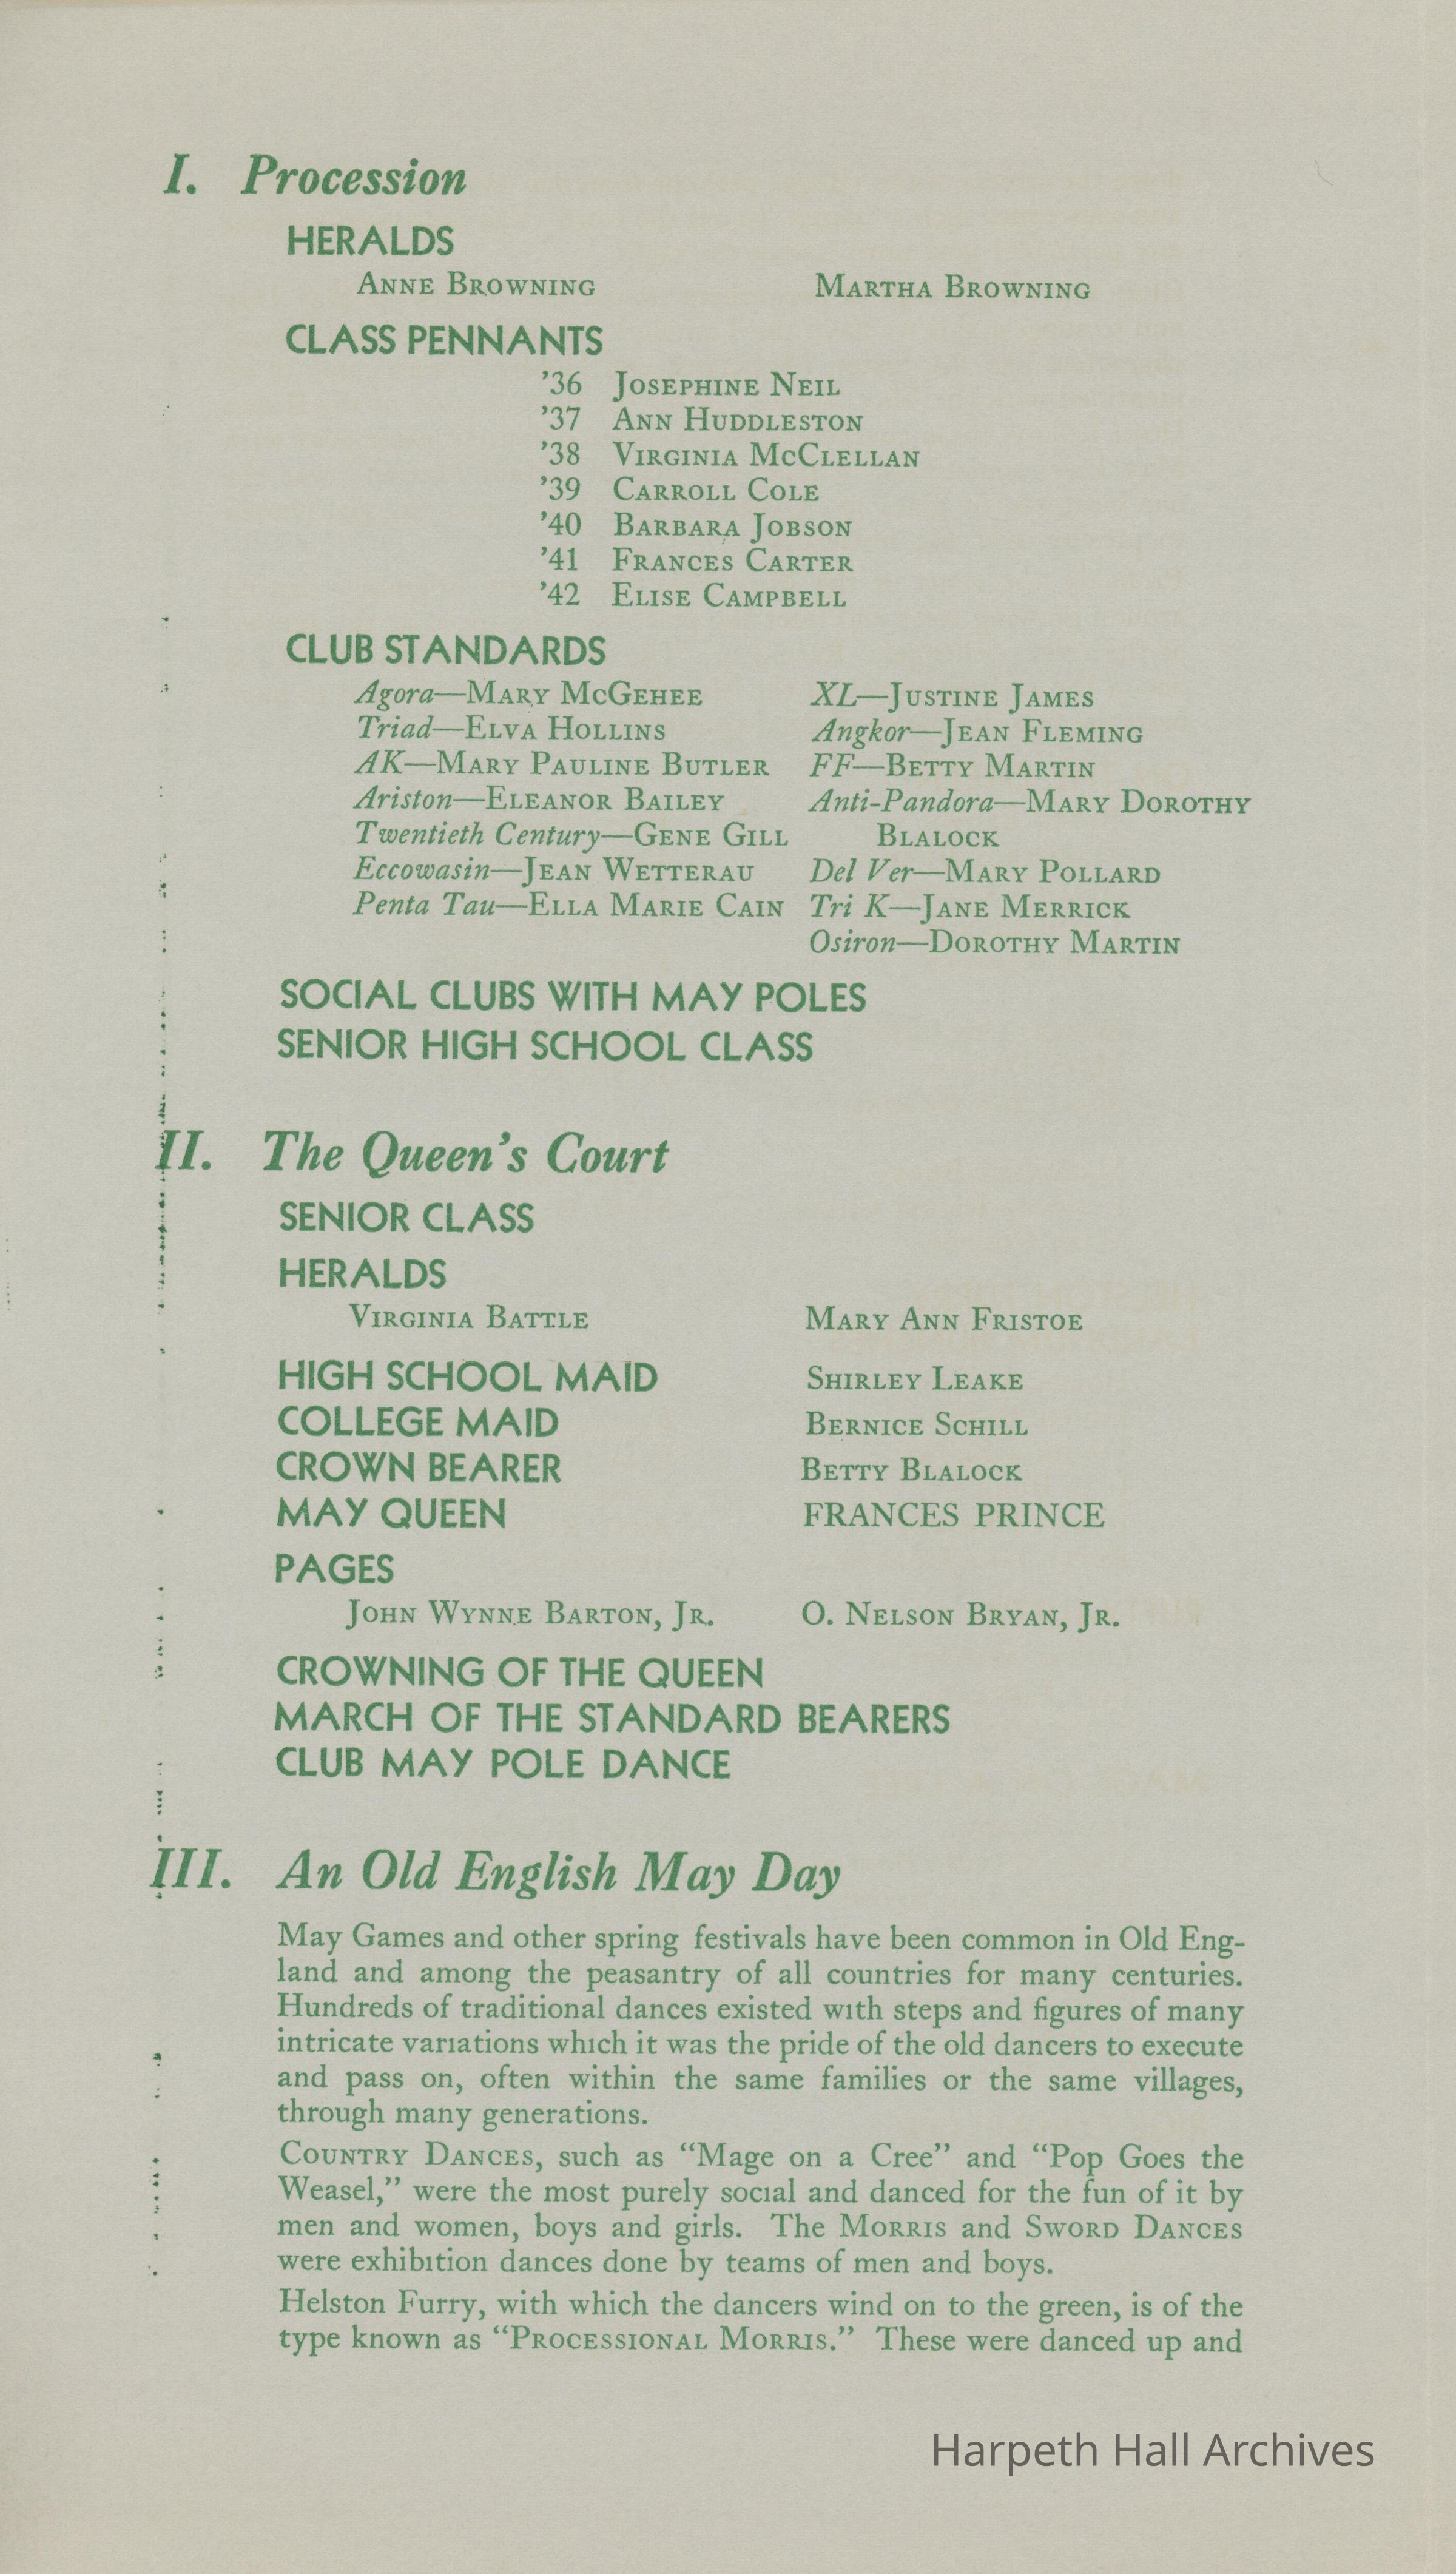 I. Procession
HERALDS
ANNE BROWNING MARTHA BROWNING
CLASS PENNANTS
'36 JOSEPHINE NEIL
'37 ANN HUDDLESTON
'38 VIRGINIA MCCLELLAN
'39 CARROLL COLE
'40 BARBARA JOBSON
'41 FRANCES CARTER
'42 ELISE CAMPBELL
CLUB STANDARDS
Agora—MARY MCGEHEE
Triad—ELVA HOLLINS
AK—MARY PAULINE BUTLER
Ariston—ELEANOR BAILEY
Twentieth Century—GENE GILL
Eccowasin—JEAN WETTERAU
Penta Tau—ELLA MARIE CAIN
XL—JUSTINE JAMES
Angkor—JEAN FLEMING
FF—BETTY MARTIN
Anti-Pandora—MARY DOROTHY
BLALOCK
Del Ver—MARY POLLARD
Tri K—JANE MERRICK
Osiron—DOROTHY MARTIN
SOCIAL CLUBS WITH MAY POLES
SENIOR HIGH SCHOOL CLASS
II. The Queen's Court
SENIOR CLASS
HERALDS
VIRGINIA BATTLE MARY ANN FRISTOE
HIGH SCHOOL MAID SHIRLEY LEAKE
COLLEGE MAID BERNICE SCHILL
CROWN BEARER BETTY BLALOCK
MAY QUEEN FRANCES PRINCE
PAGES
JOHN WYNNE BARTON, JR. O. NELSON BRYAN, JR.
CROWNING OF THE QUEEN
MARCH OF THE STANDARD BEARERS
CLUB MAY POLE DANCE
III. An Old English May Day
May Games and other spring festivals have been common in Old Eng-
land and among the peasantry of all countries for many centuries.
Hundreds of traditional dances existed with steps and figures of many
intricate variations which it was the pride of the old dancers to execute
and pass on, often within the same families or the same villages,
through many generations.
COUNTRY DANCES, such as "Mage on a Cree" and "Pop Goes the
Weasel," were the most purely social and danced for the fun of it by
men and women, boys and girls. The MORRIS and SWORD DANCES
were exhibition dances done by teams of men and boys.
Helston Furry, with which the dancers wind on to the green, is of the
type known as "PROCESSIONAL MORRIS." These were danced up and
Harpeth Hall Archives